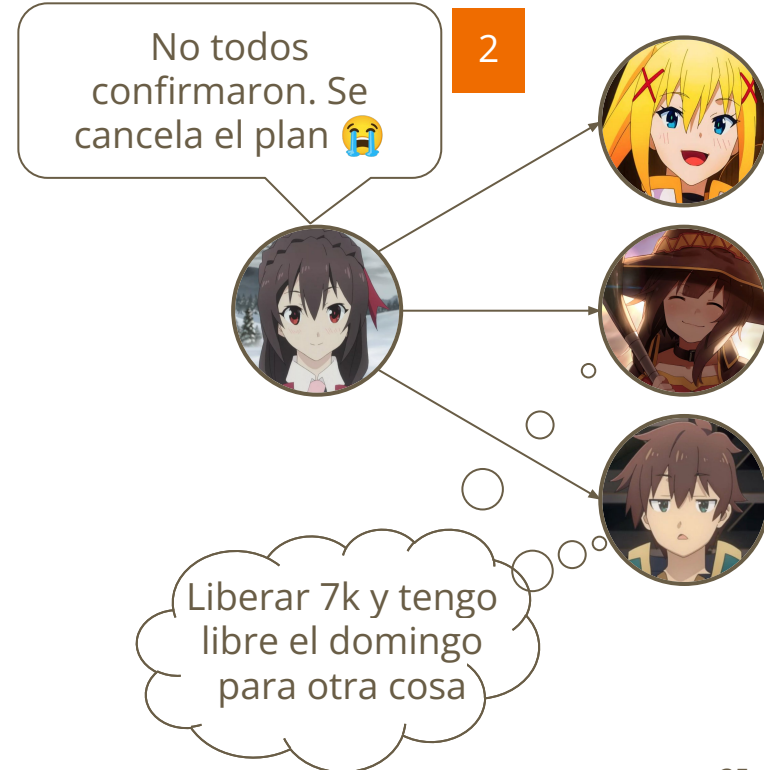 No todos
confirmaron. Se
cancela el plan 😭
2
Liberar 7k y tengo
libre el domingo
para otra cosa